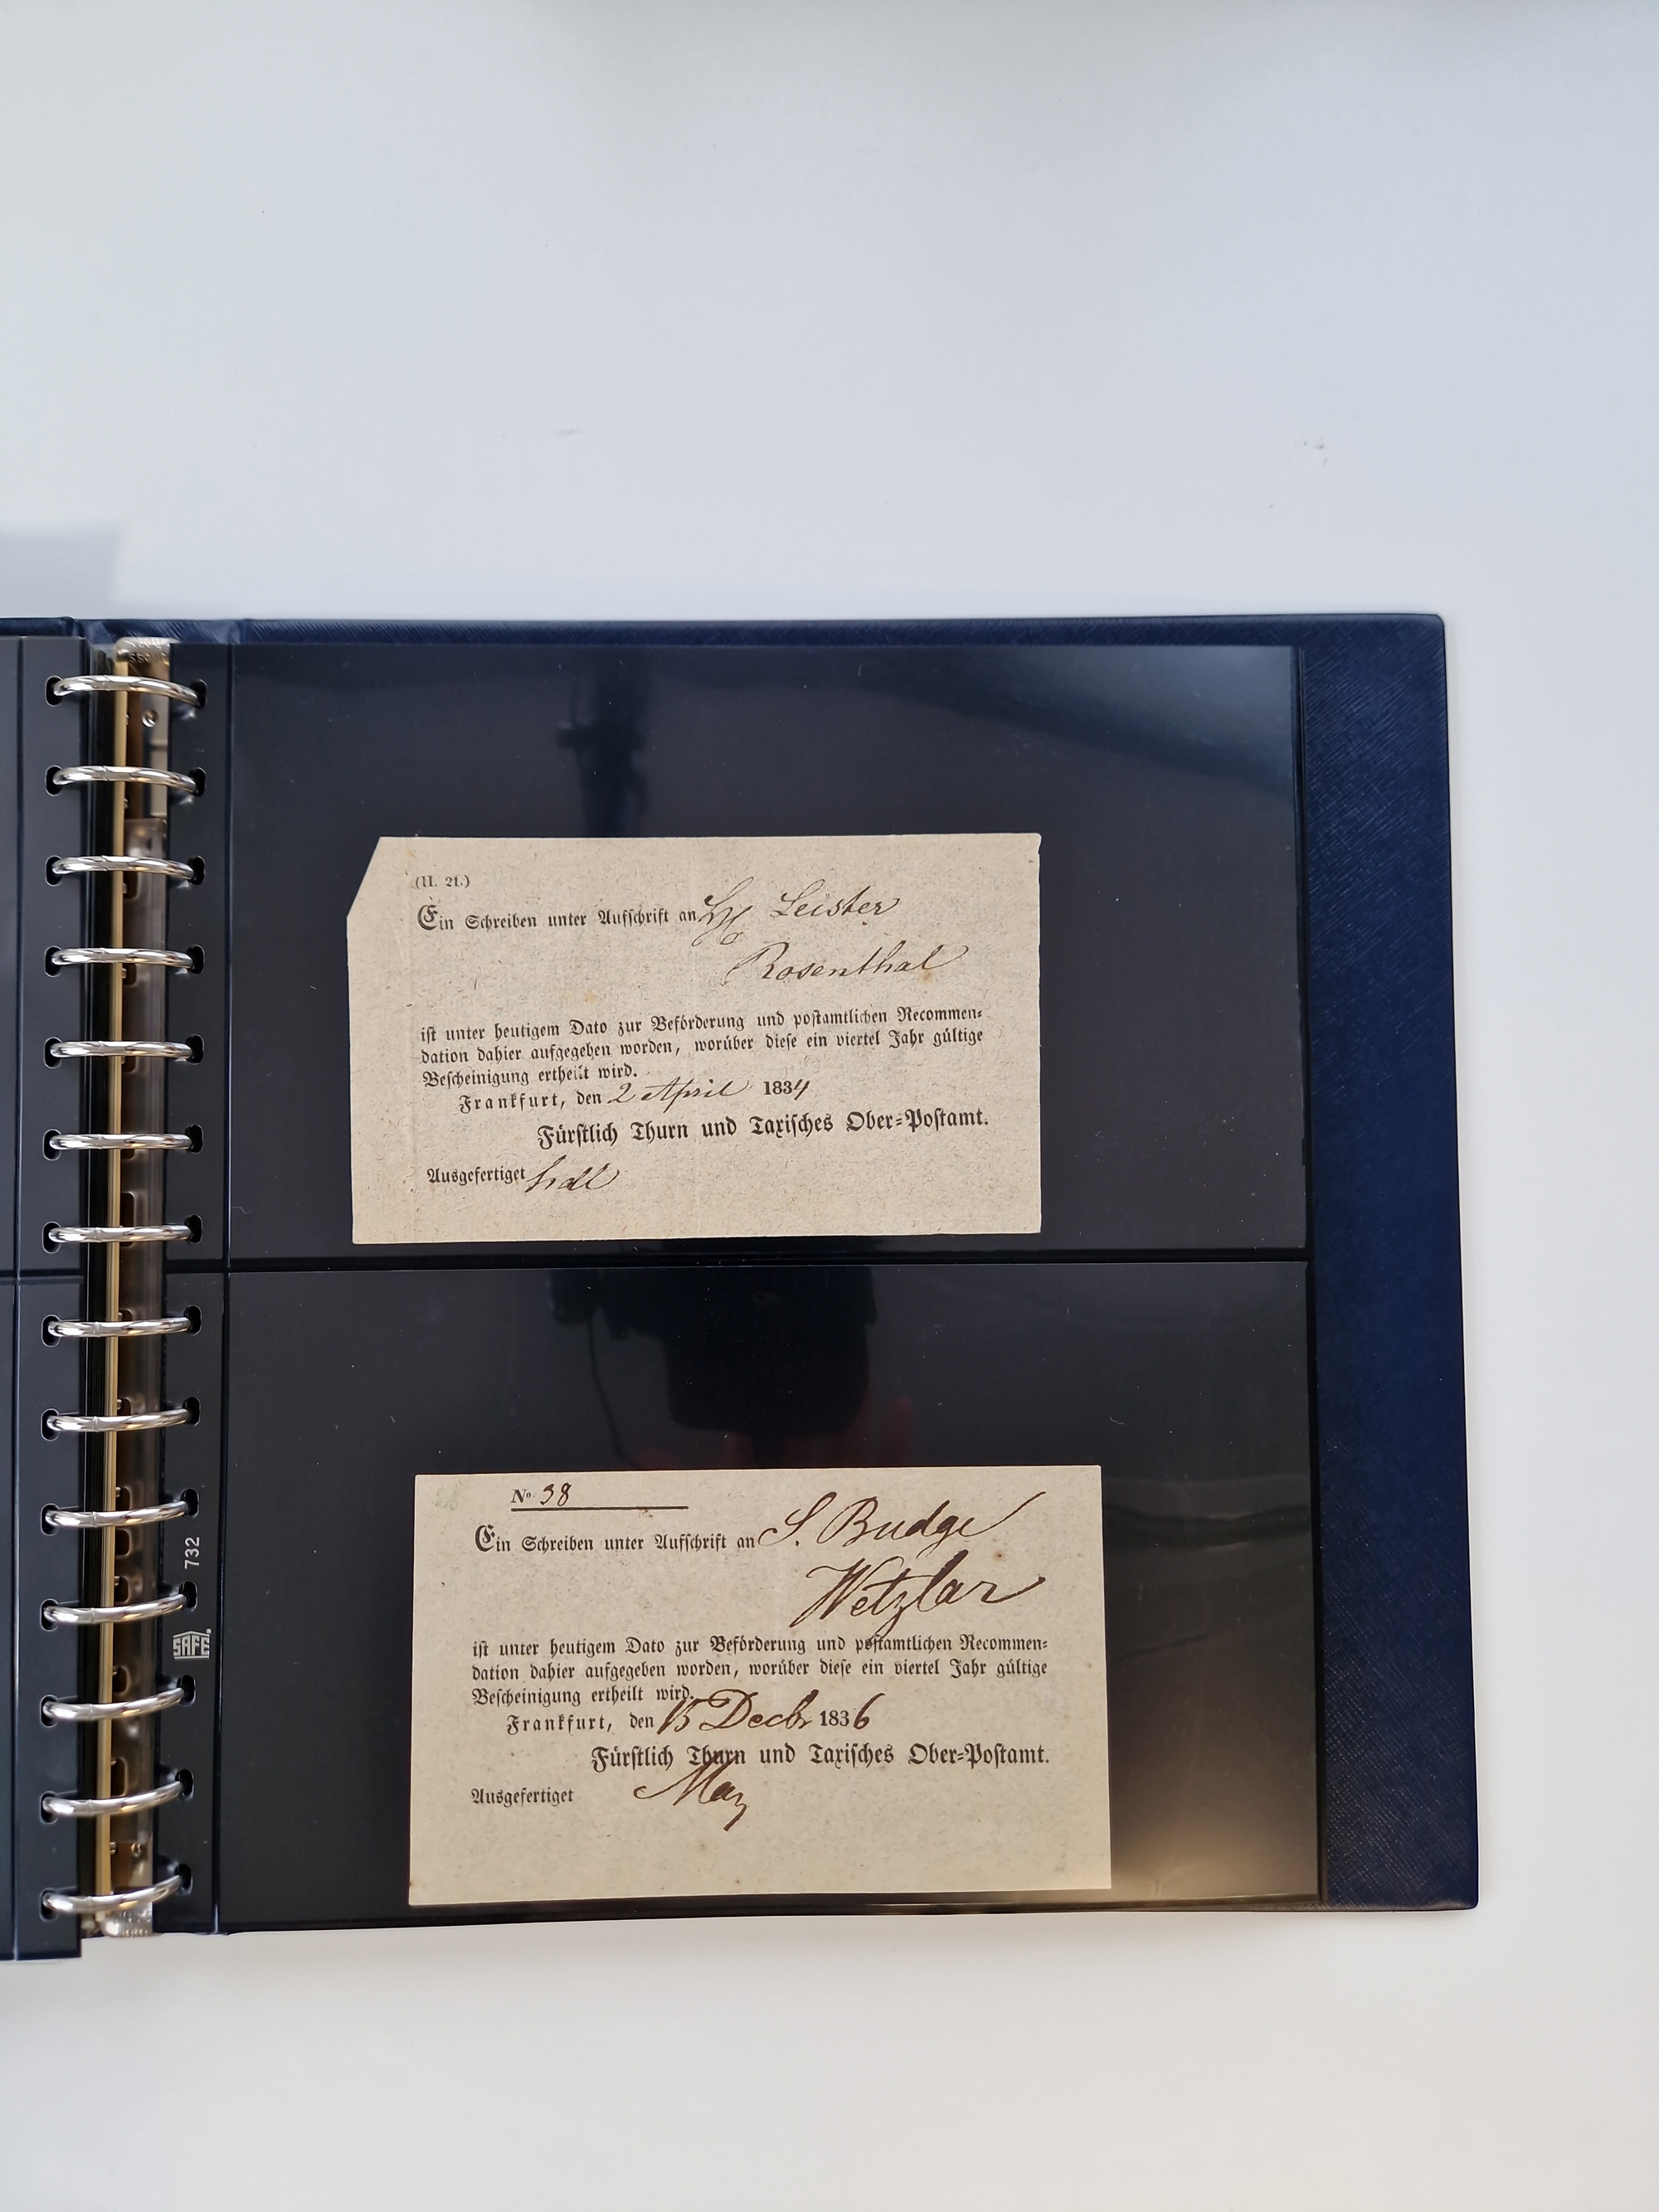 (H. 21.)
Ein Schreiben unter Aufschrift an Leister
Rosenthal
ist unter heutigem Dato zur Beförderung und postamtlichen Recommen-
dation dahier aufgegeben worden, worüber diese ein viertel Jahr gültige
Bescheinigung ertheilt wird.
Frankfurt, den 2 April 1834
Fürstlich Thurn und Taxisches Ober-Postamt.
Ausgefertiget
No. 38
Ein Schreiben unter Aufschrift an S. Budge
Wetzlar
ist unter heutigem Dato zur Beförderung und postamtlichen Recommen-
dation dahier aufgegeben worden, worüber diese ein viertel Jahr gültige
Bescheinigung ertheilt wird.
Frankfurt, den 15 Decbr 1836
Fürstlich Thurn und Taxisches Ober-Postamt.
Ausgefertiget May
732
SAFE